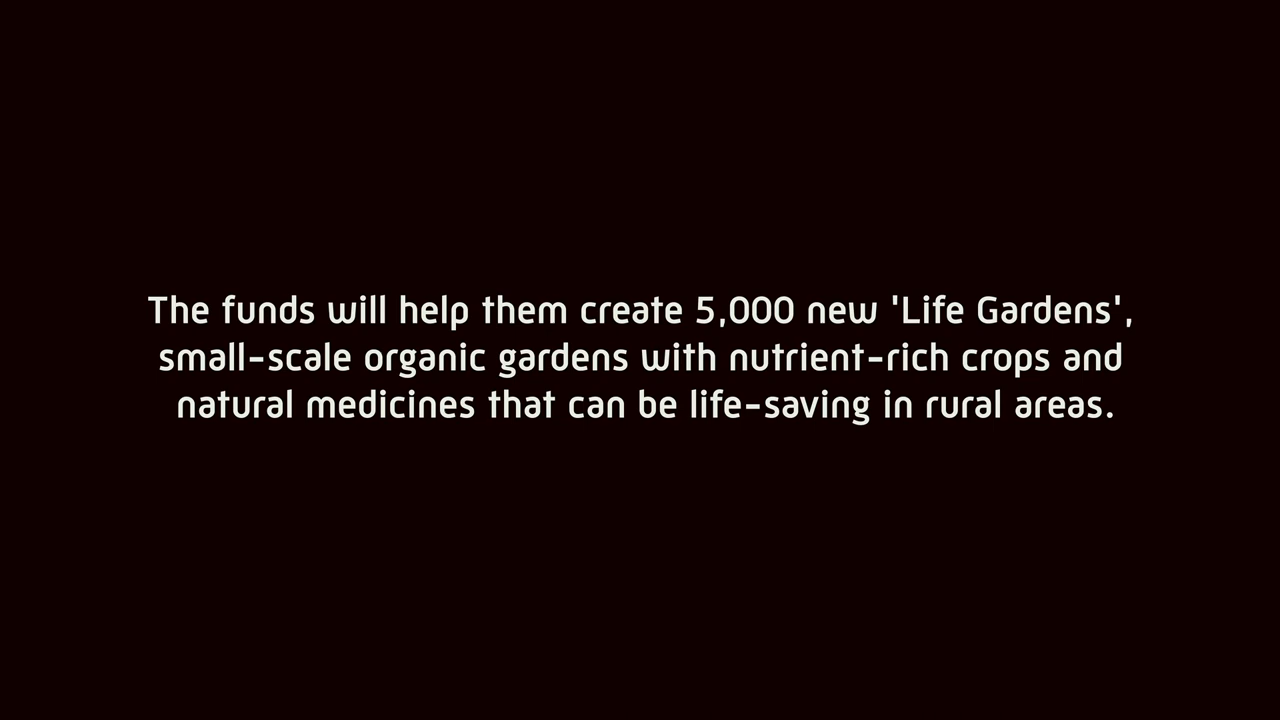 The funds will help them create 5,000 new 'Life Gardens',
small-scale organic gardens with nutrient-rich crops and
natural medicines that can be life-saving in rural areas.